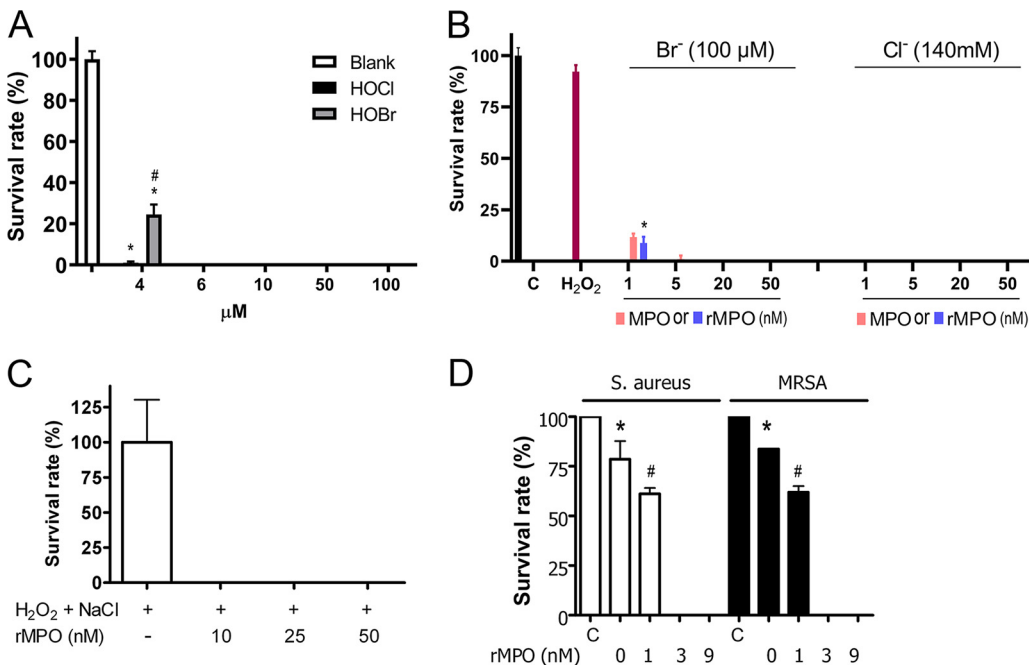 A
Survival rate (%)
100
80
60
40
20
0
Blank
HOCl
HOBr
*
#
*
4 6 10 50 100
μM
B
Survival rate (%)
100
75
50
25
0
Br⁻ (100 μM)
Cl⁻ (140mM)
*
C H₂O₂ 1 5 20 50 1 5 20 50
MPO or rMPO (nM) MPO or rMPO (nM)
C
Survival rate (%)
125
100
75
50
25
0
H₂O₂ + NaCl + + + +
rMPO (nM) - 10 25 50
D
S. aureus MRSA
Survival rate (%)
100
75
50
25
0
* #
* #
C C
rMPO (nM) 0 1 3 9 0 1 3 9